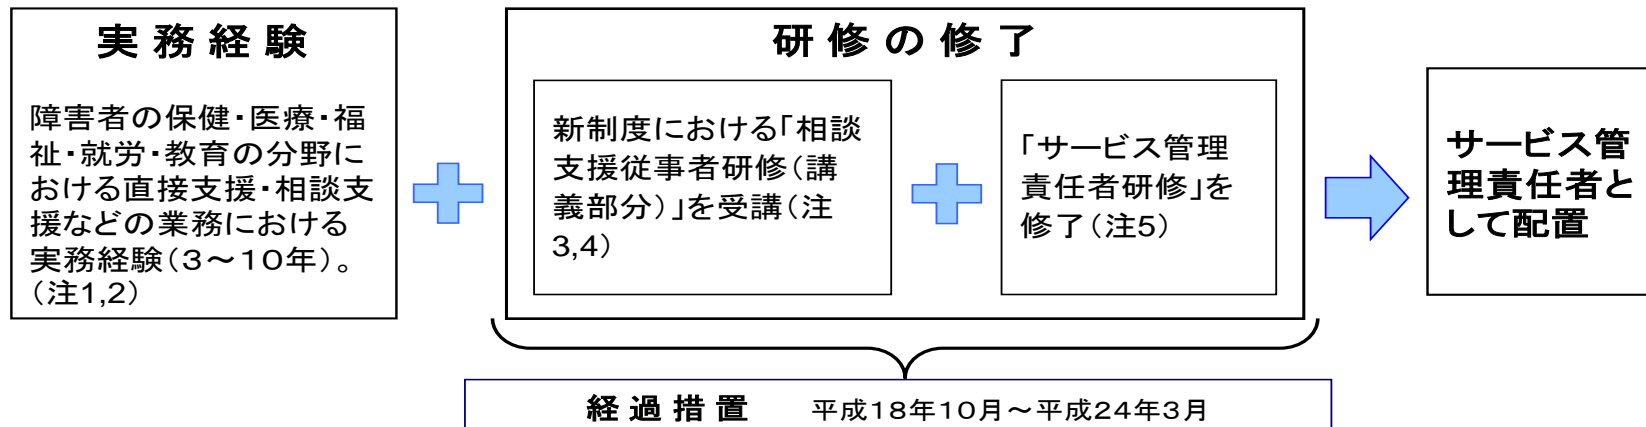 実務経験
障害者の保健・医療・福
祉・就労・教育の分野に
おける直接支援・相談支
援などの業務における
実務経験(3〜10年)。
(注1,2)
研修の修了
新制度における「相談
支援従事者研修(講
義部分)」を受講(注
3,4)
「サービス管理
責任者研修」を
修了(注5)
サービス管
理責任者と
して配置
経過措置 平成18年10月〜平成24年3月